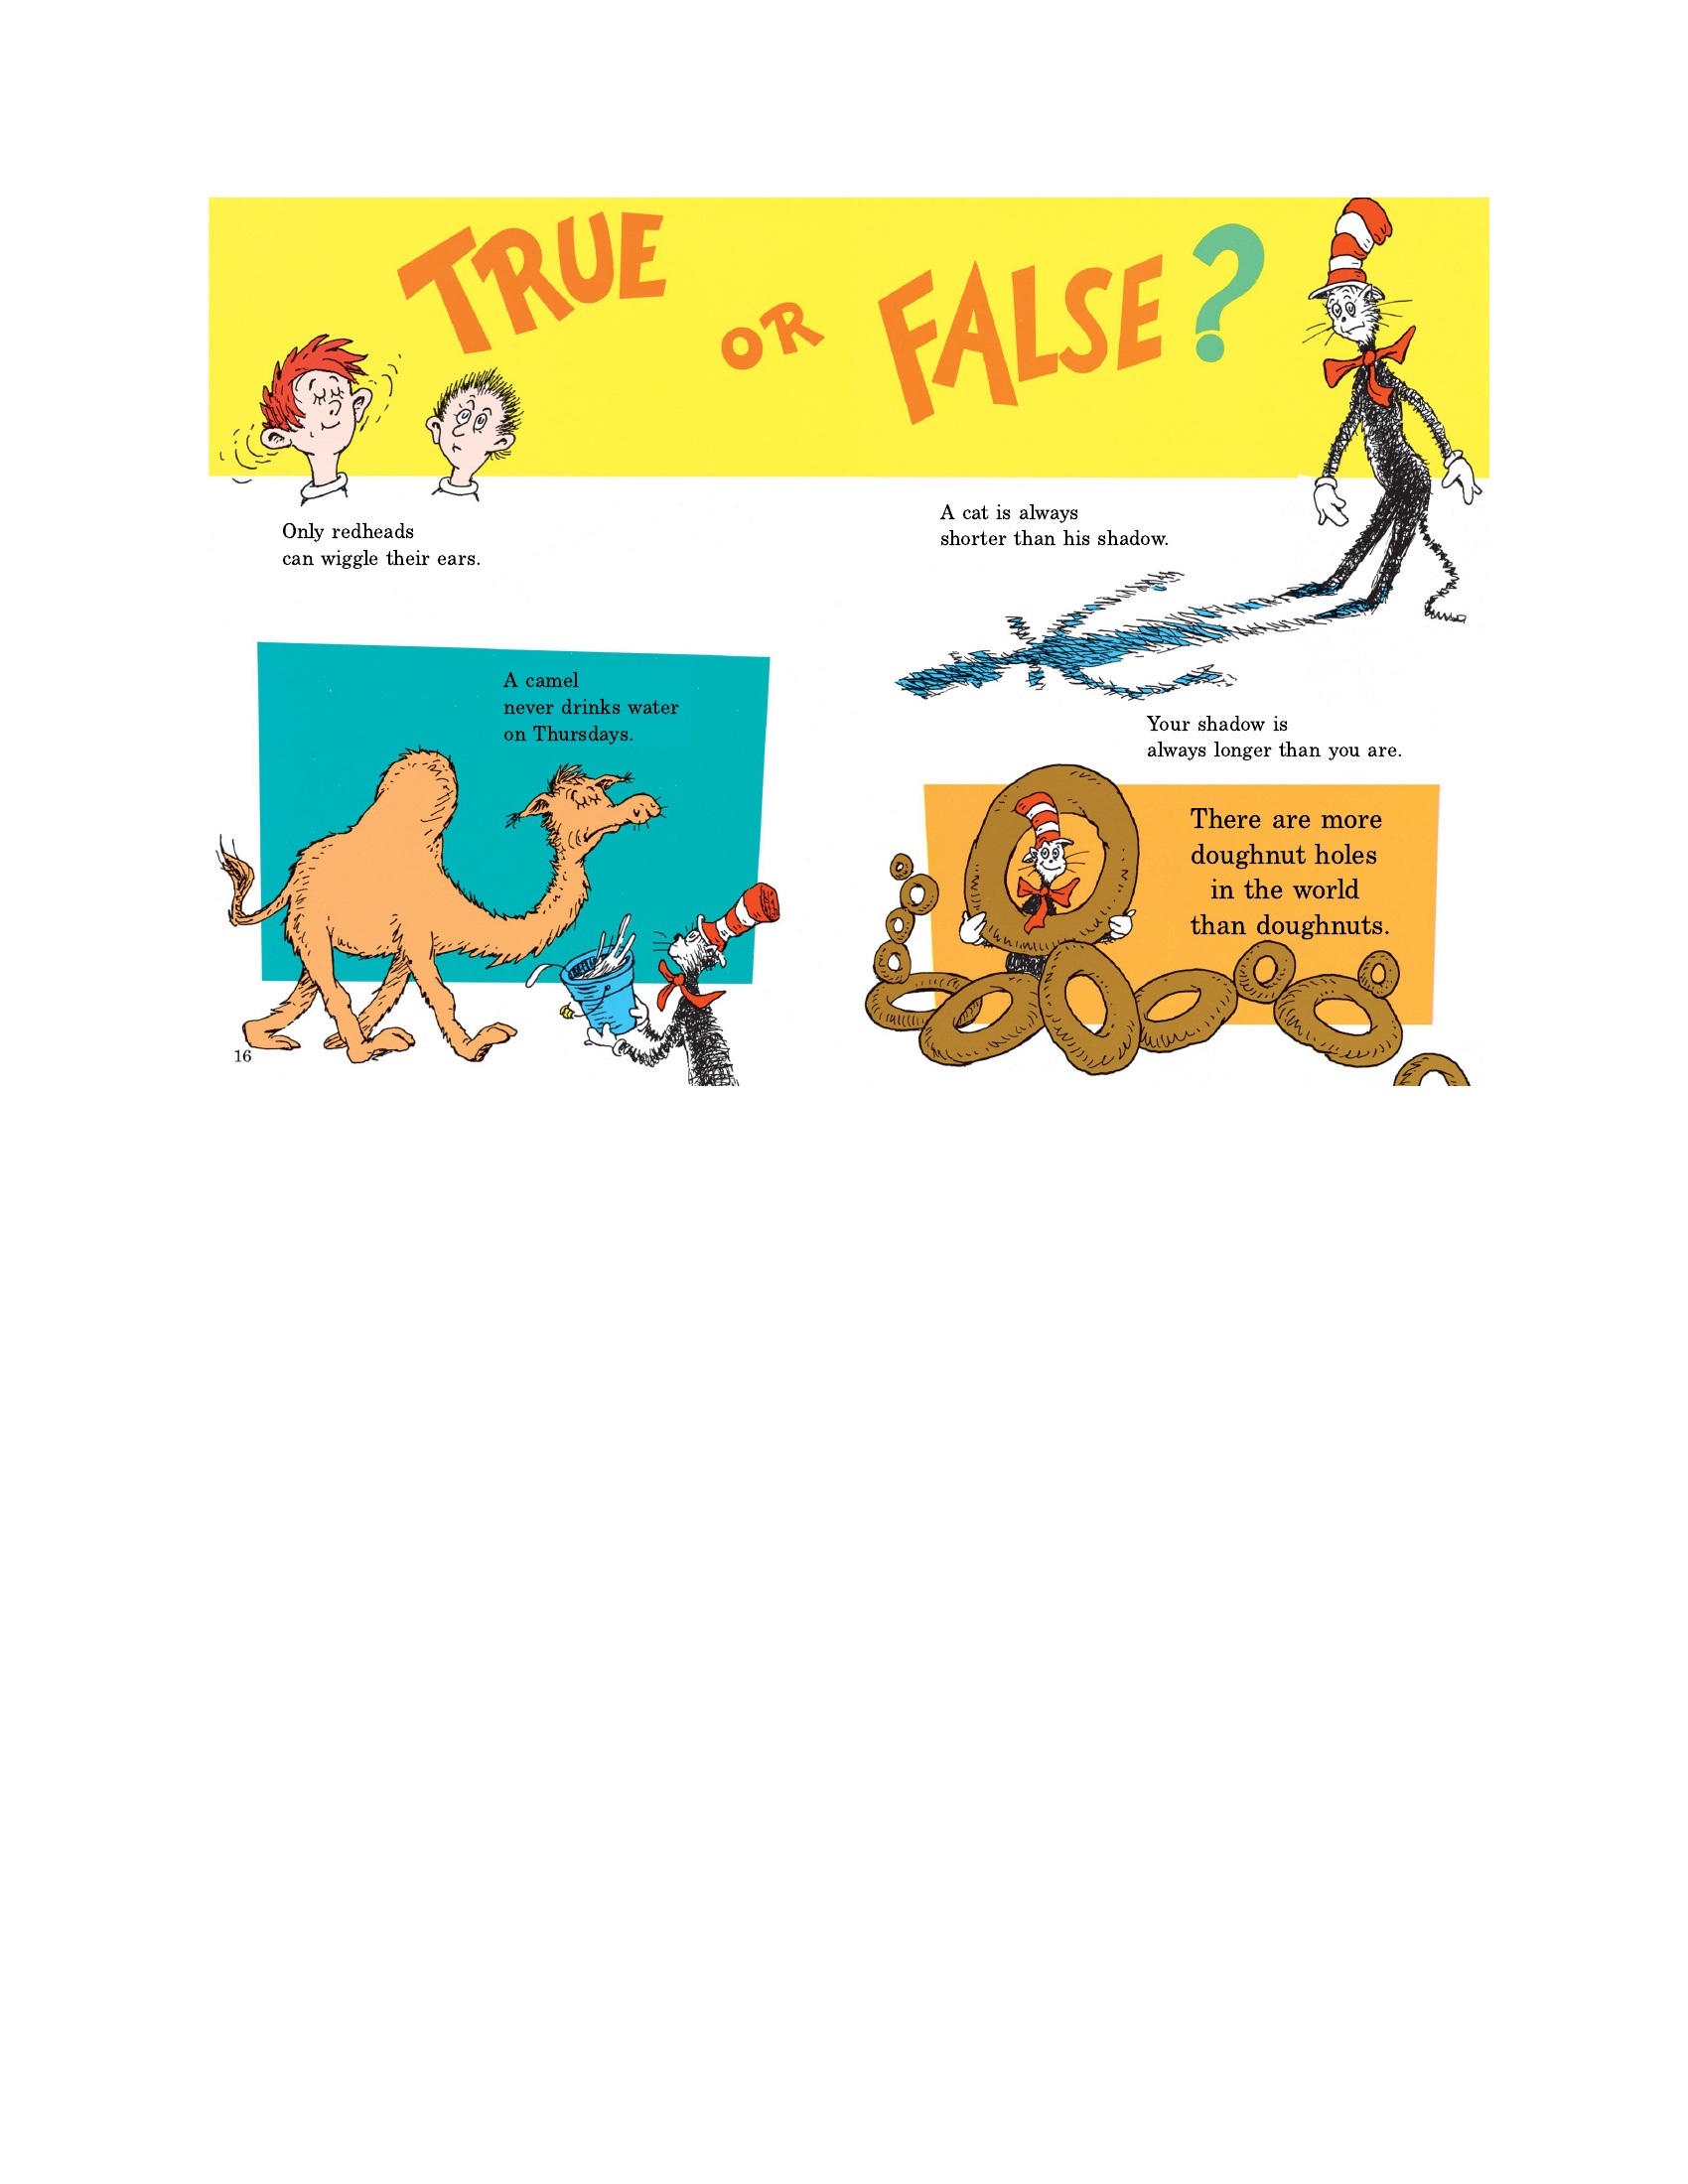 TRUE OR FALSE?
Only redheads
can wiggle their ears.
A camel
never drinks water
on Thursdays.
16
A cat is always
shorter than his shadow.
Your shadow is
always longer than you are.
There are more
doughnut holes
in the world
than doughnuts.